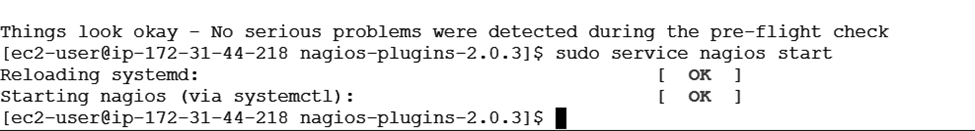 Things look okay - No serious problems were detected during the pre-flight check
[ec2-user@ip-172-31-44-218 nagios-plugins-2.0.3]$ sudo service nagios start
Reloading systemd:                                         [  OK  ]
Starting nagios (via systemctl):                           [  OK  ]
[ec2-user@ip-172-31-44-218 nagios-plugins-2.0.3]$